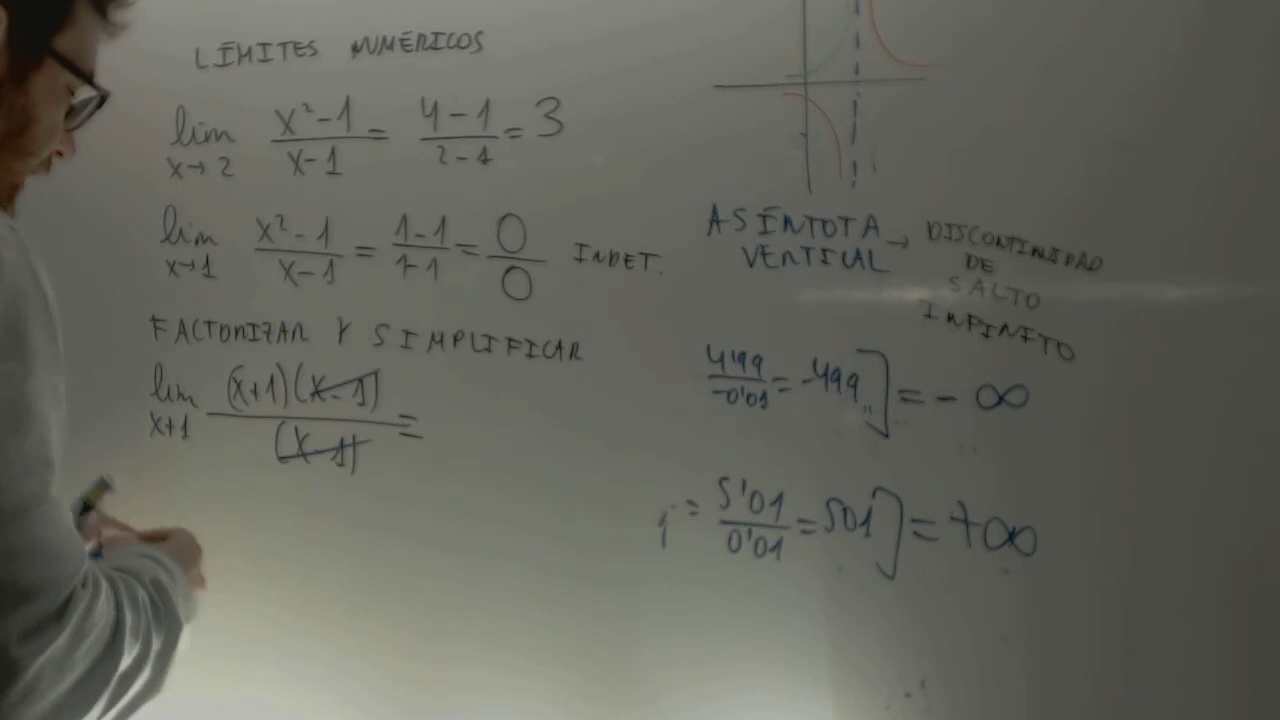 LÍMITES NUMÉRICOS
lim x→2 (x²-1)/(x-1) = (4-1)/(2-1) = 3
lim x→1 (x²-1)/(x-1) = (1-1)/(1-1) = 0/0 INDET.
FACTORIZAR Y SIMPLIFICAR
lim x→1 (x+1)(x-1)/(x-1) =
ASÍNTOTA → DISCONTINIDAD
VERTICAL DE
SALTO
INFINITO
4'99/-0'01 = -499] = - ∞
= 5'01/0'01 = 501] = +∞